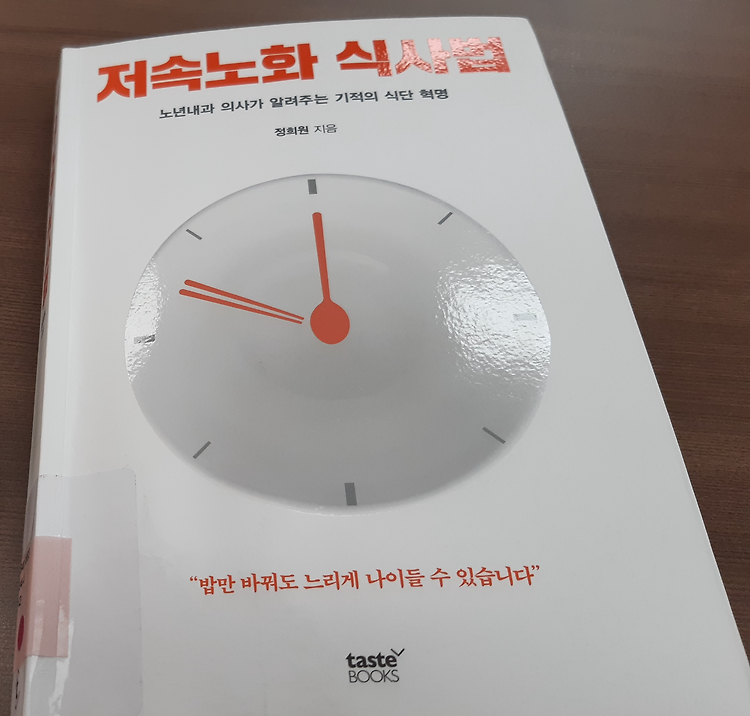 저속노화 식사법
노년내과 의사가 알려주는 기적의 식단 혁명
정희원 지음
“밥만 바꿔도 느리게 나이들 수 있습니다”
taste
BOOKS